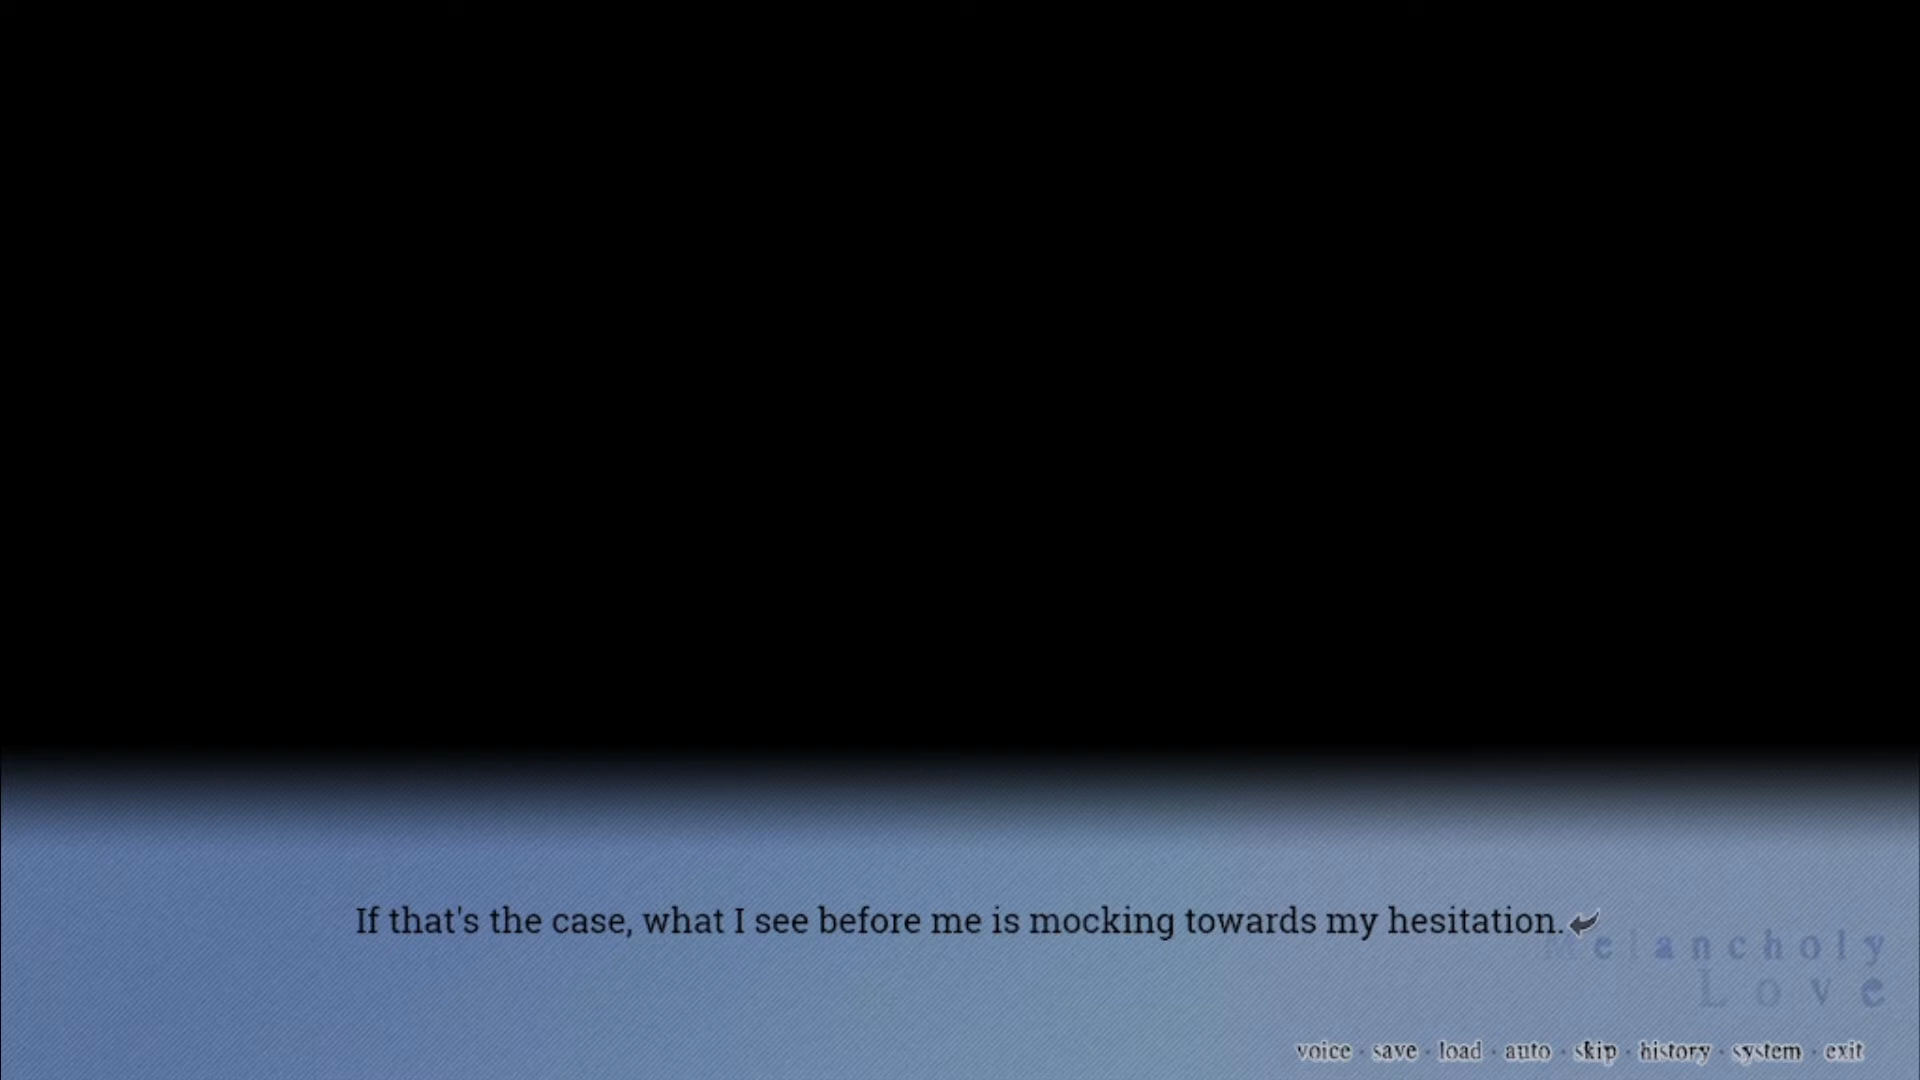 If that's the case, what I see before me is mocking towards my hesitation.
Melancholy
Love
voice · save · load · auto · skip · history · system · exit